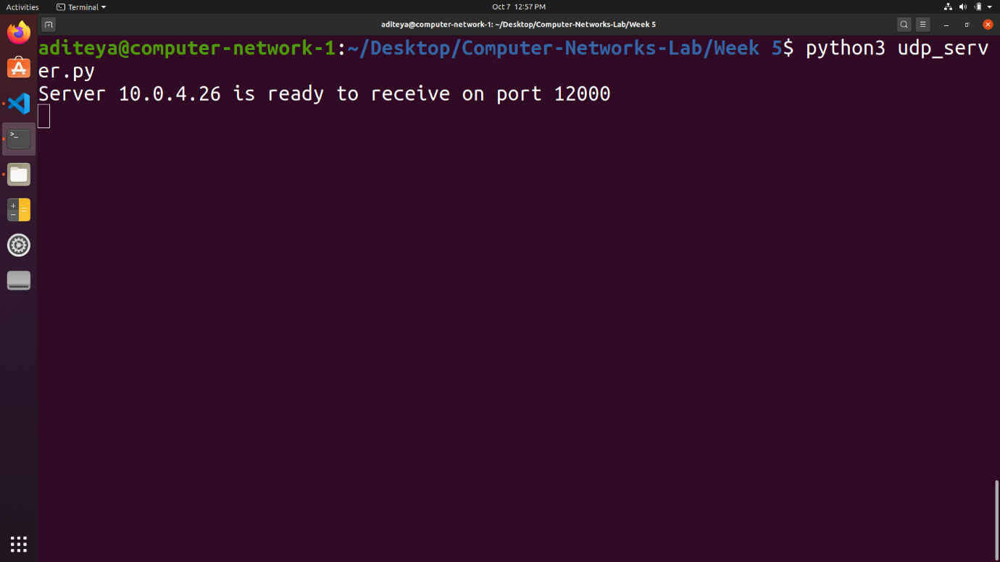 Activities
Terminal
Oct 7 12:57 PM
aditeya@computer-network-1: ~/Desktop/Computer-Networks-Lab/Week 5
aditeya@computer-network-1:~/Desktop/Computer-Networks-Lab/Week 5$ python3 udp_serv
er.py
Server 10.0.4.26 is ready to receive on port 12000